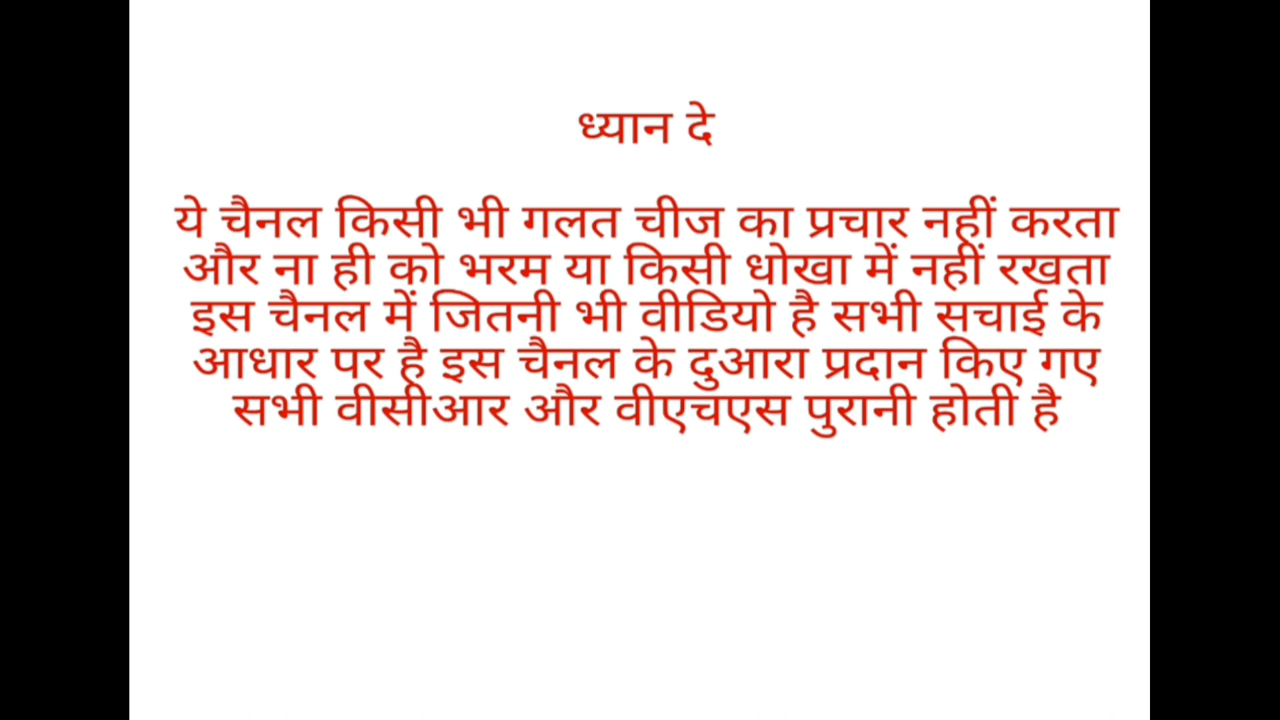 ध्यान दे
ये चैनल किसी भी गलत चीज का प्रचार नहीं करता
और ना ही को भरम या किसी धोखा में नहीं रखता
इस चैनल में जितनी भी वीडियो है सभी सचाई के
आधार पर है इस चैनल के दुआरा प्रदान किए गए
सभी वीसीआर और वीएचएस पुरानी होती है